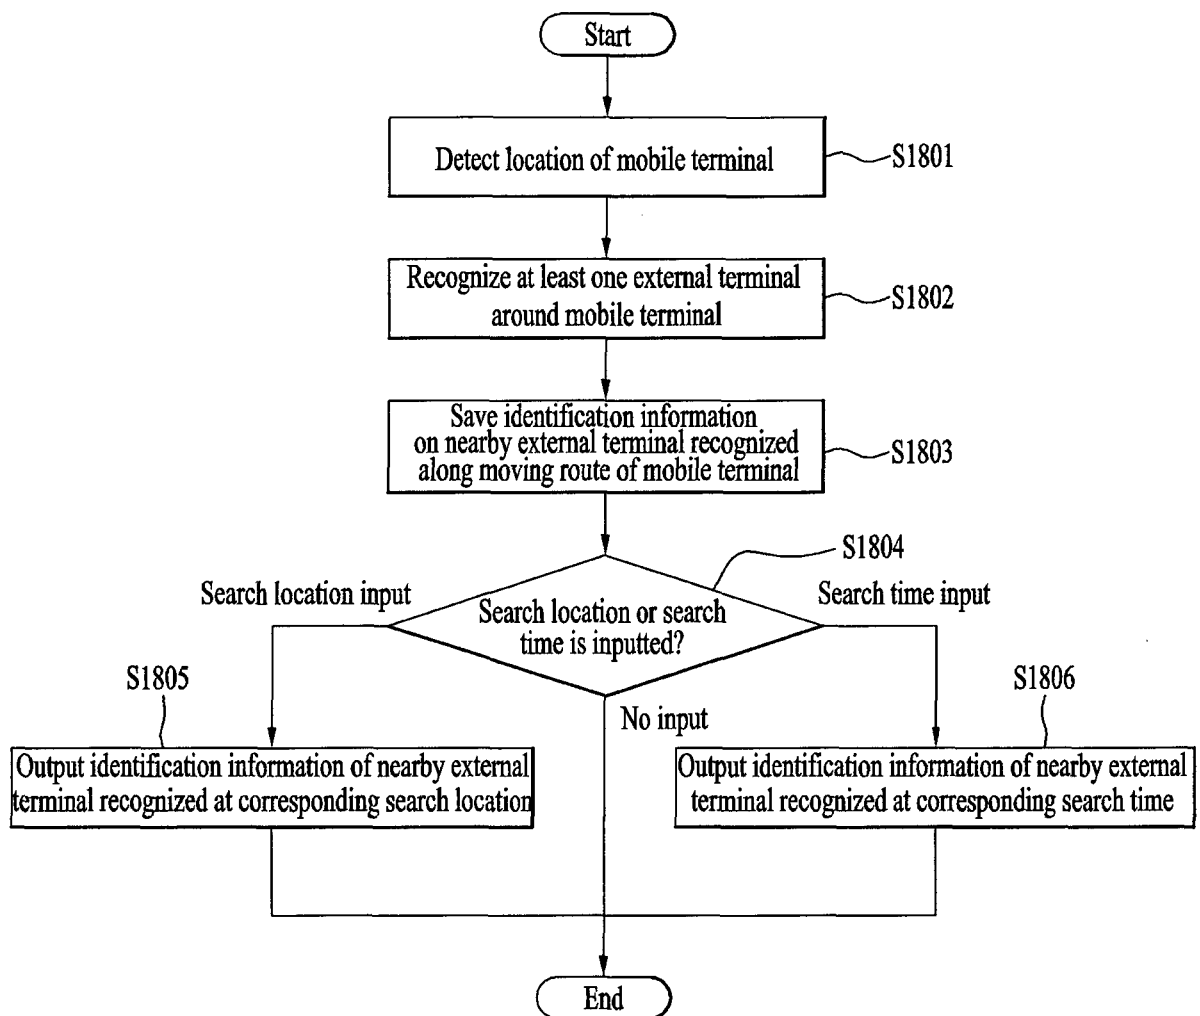 Start
Detect location of mobile terminal
S1801
Recognize at least one external terminal
around mobile terminal
S1802
Save identification information
on nearby external terminal recognized
along moving route of mobile terminal
S1803
S1804
Search location input
Search location or search
time is inputted?
Search time input
S1805
S1806
No input
Output identification information of nearby external
terminal recognized at corresponding search location
Output identification information of nearby external
terminal recognized at corresponding search time
End